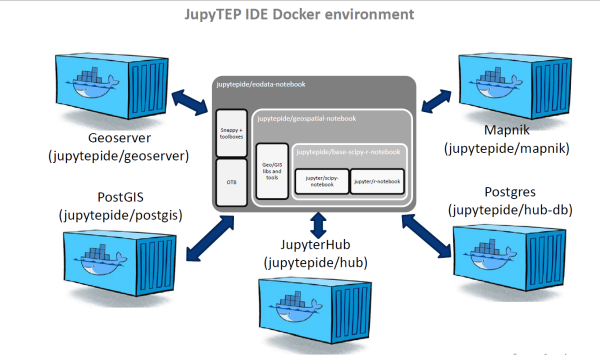 JupyTEP IDE Docker environment
jupytepide/eodata-notebook
Snappy +
toolboxes
OTB
jupytepide/geospatial-notebook
Geo/GIS
libs and
tools
jupytepide/base-scipy-r-notebook
jupyter/scipy-
notebook
jupyter/r-notebook
Geoserver
(jupytepide/geoserver)
Mapnik
(jupytepide/mapnik)
PostGIS
(jupytepide/postgis)
Postgres
(jupytepide/hub-db)
JupyterHub
(jupytepide/hub)